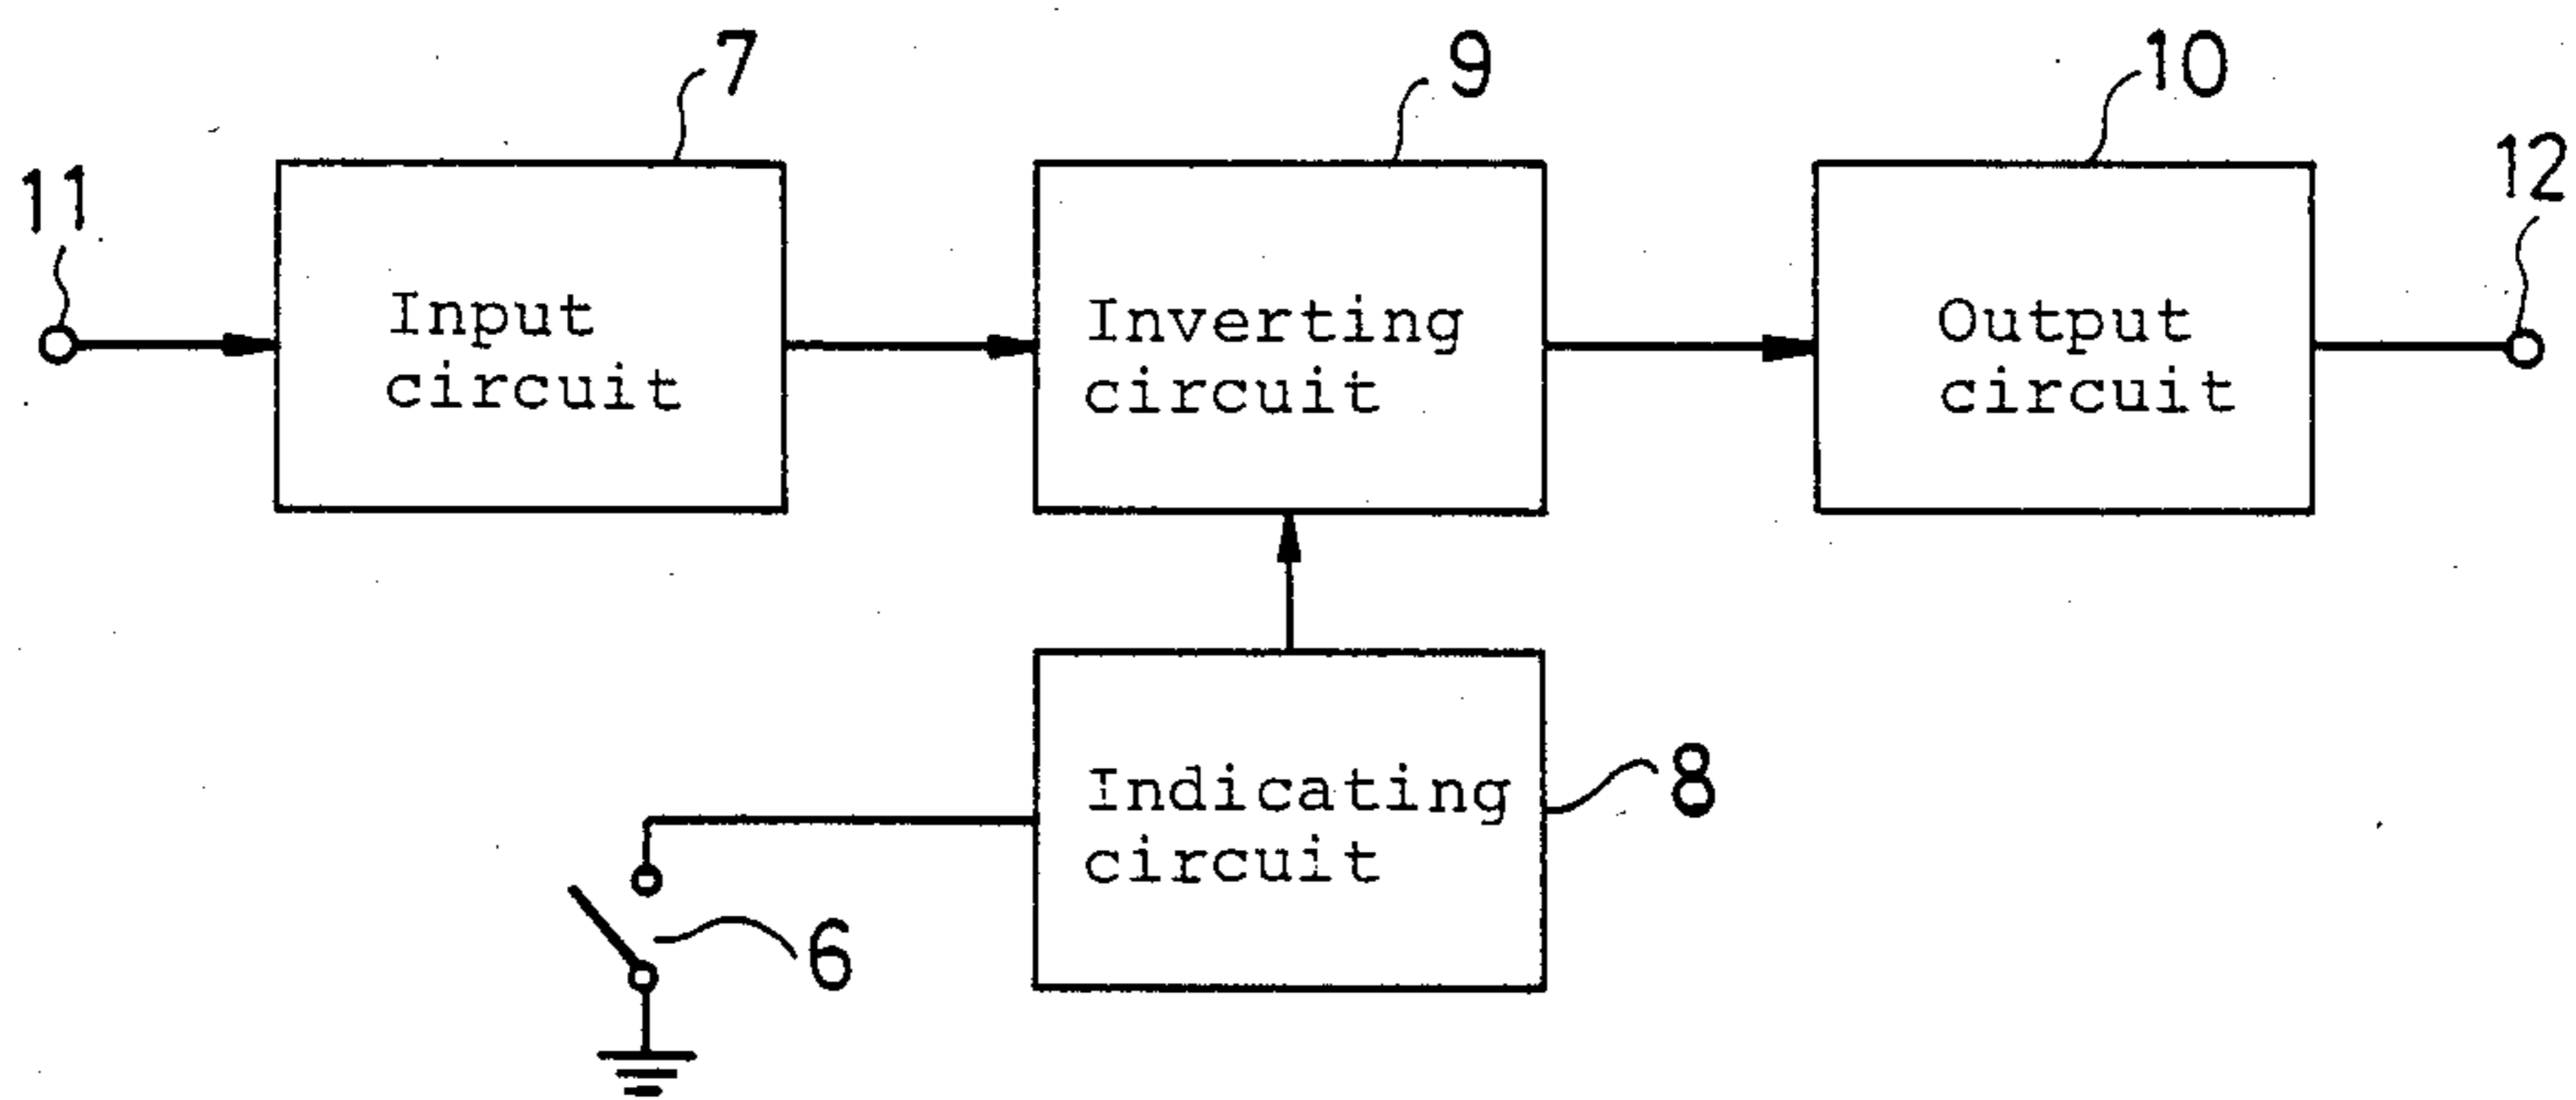 7
9
10
11
12
Input
circuit
Inverting
circuit
Output
circuit
Indicating
circuit
8
6